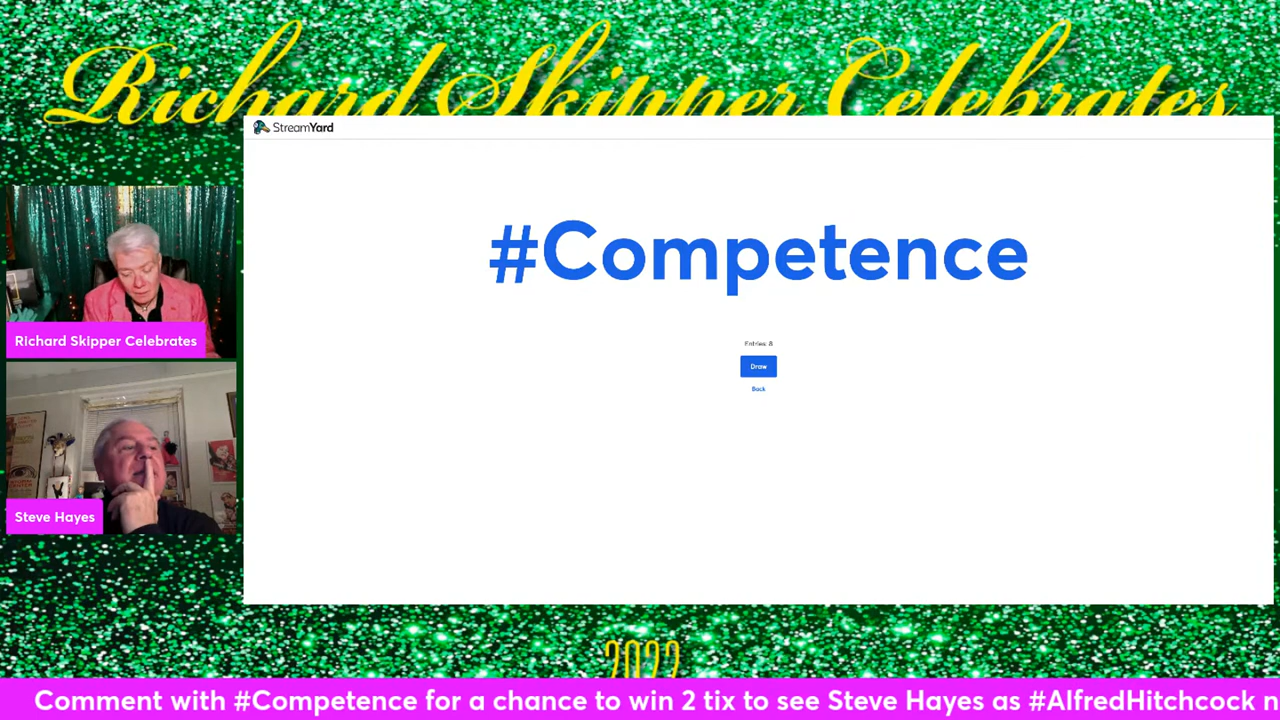 Richard Skipper Celebrates
StreamYard
#Competence
Entries: 8
Draw
Back
Richard Skipper Celebrates
Steve Hayes
2022
Comment with #Competence for a chance to win 2 tix to see Steve Hayes as #AlfredHitchcock n